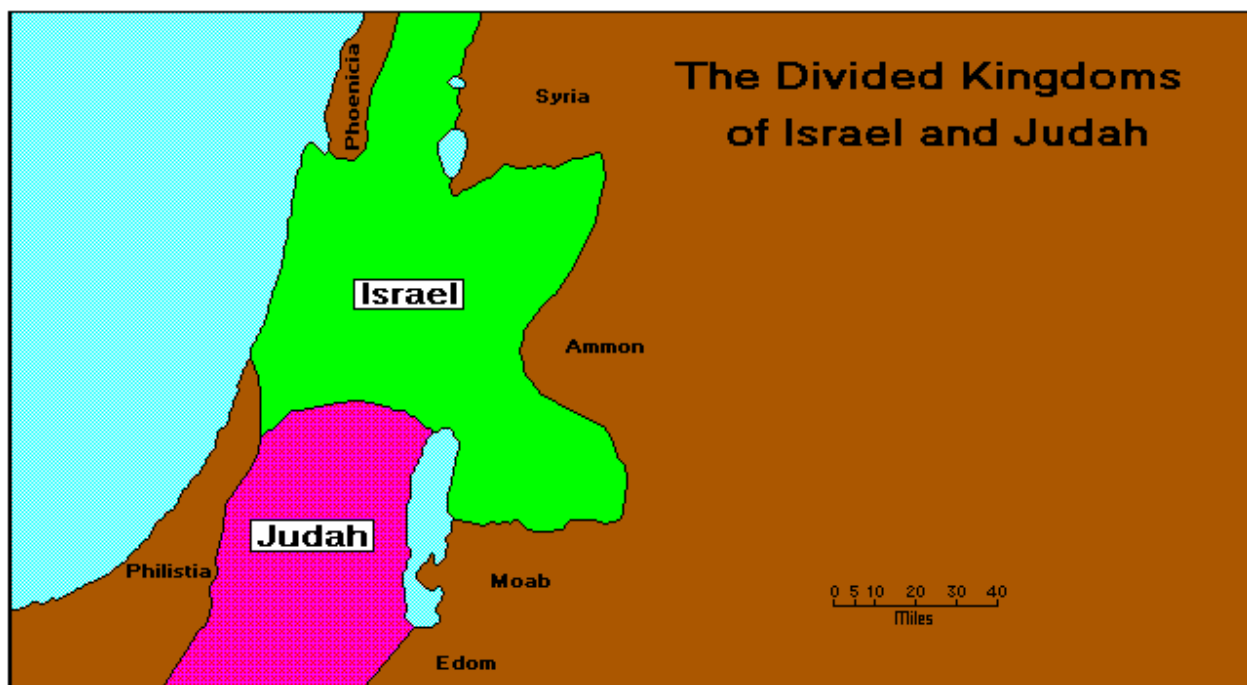 The Divided Kingdoms
of Israel and Judah
Phoenicia
Syria
Israel
Ammon
Judah
Philistia
Moab
Edom
0 5 10 20 30 40
Miles